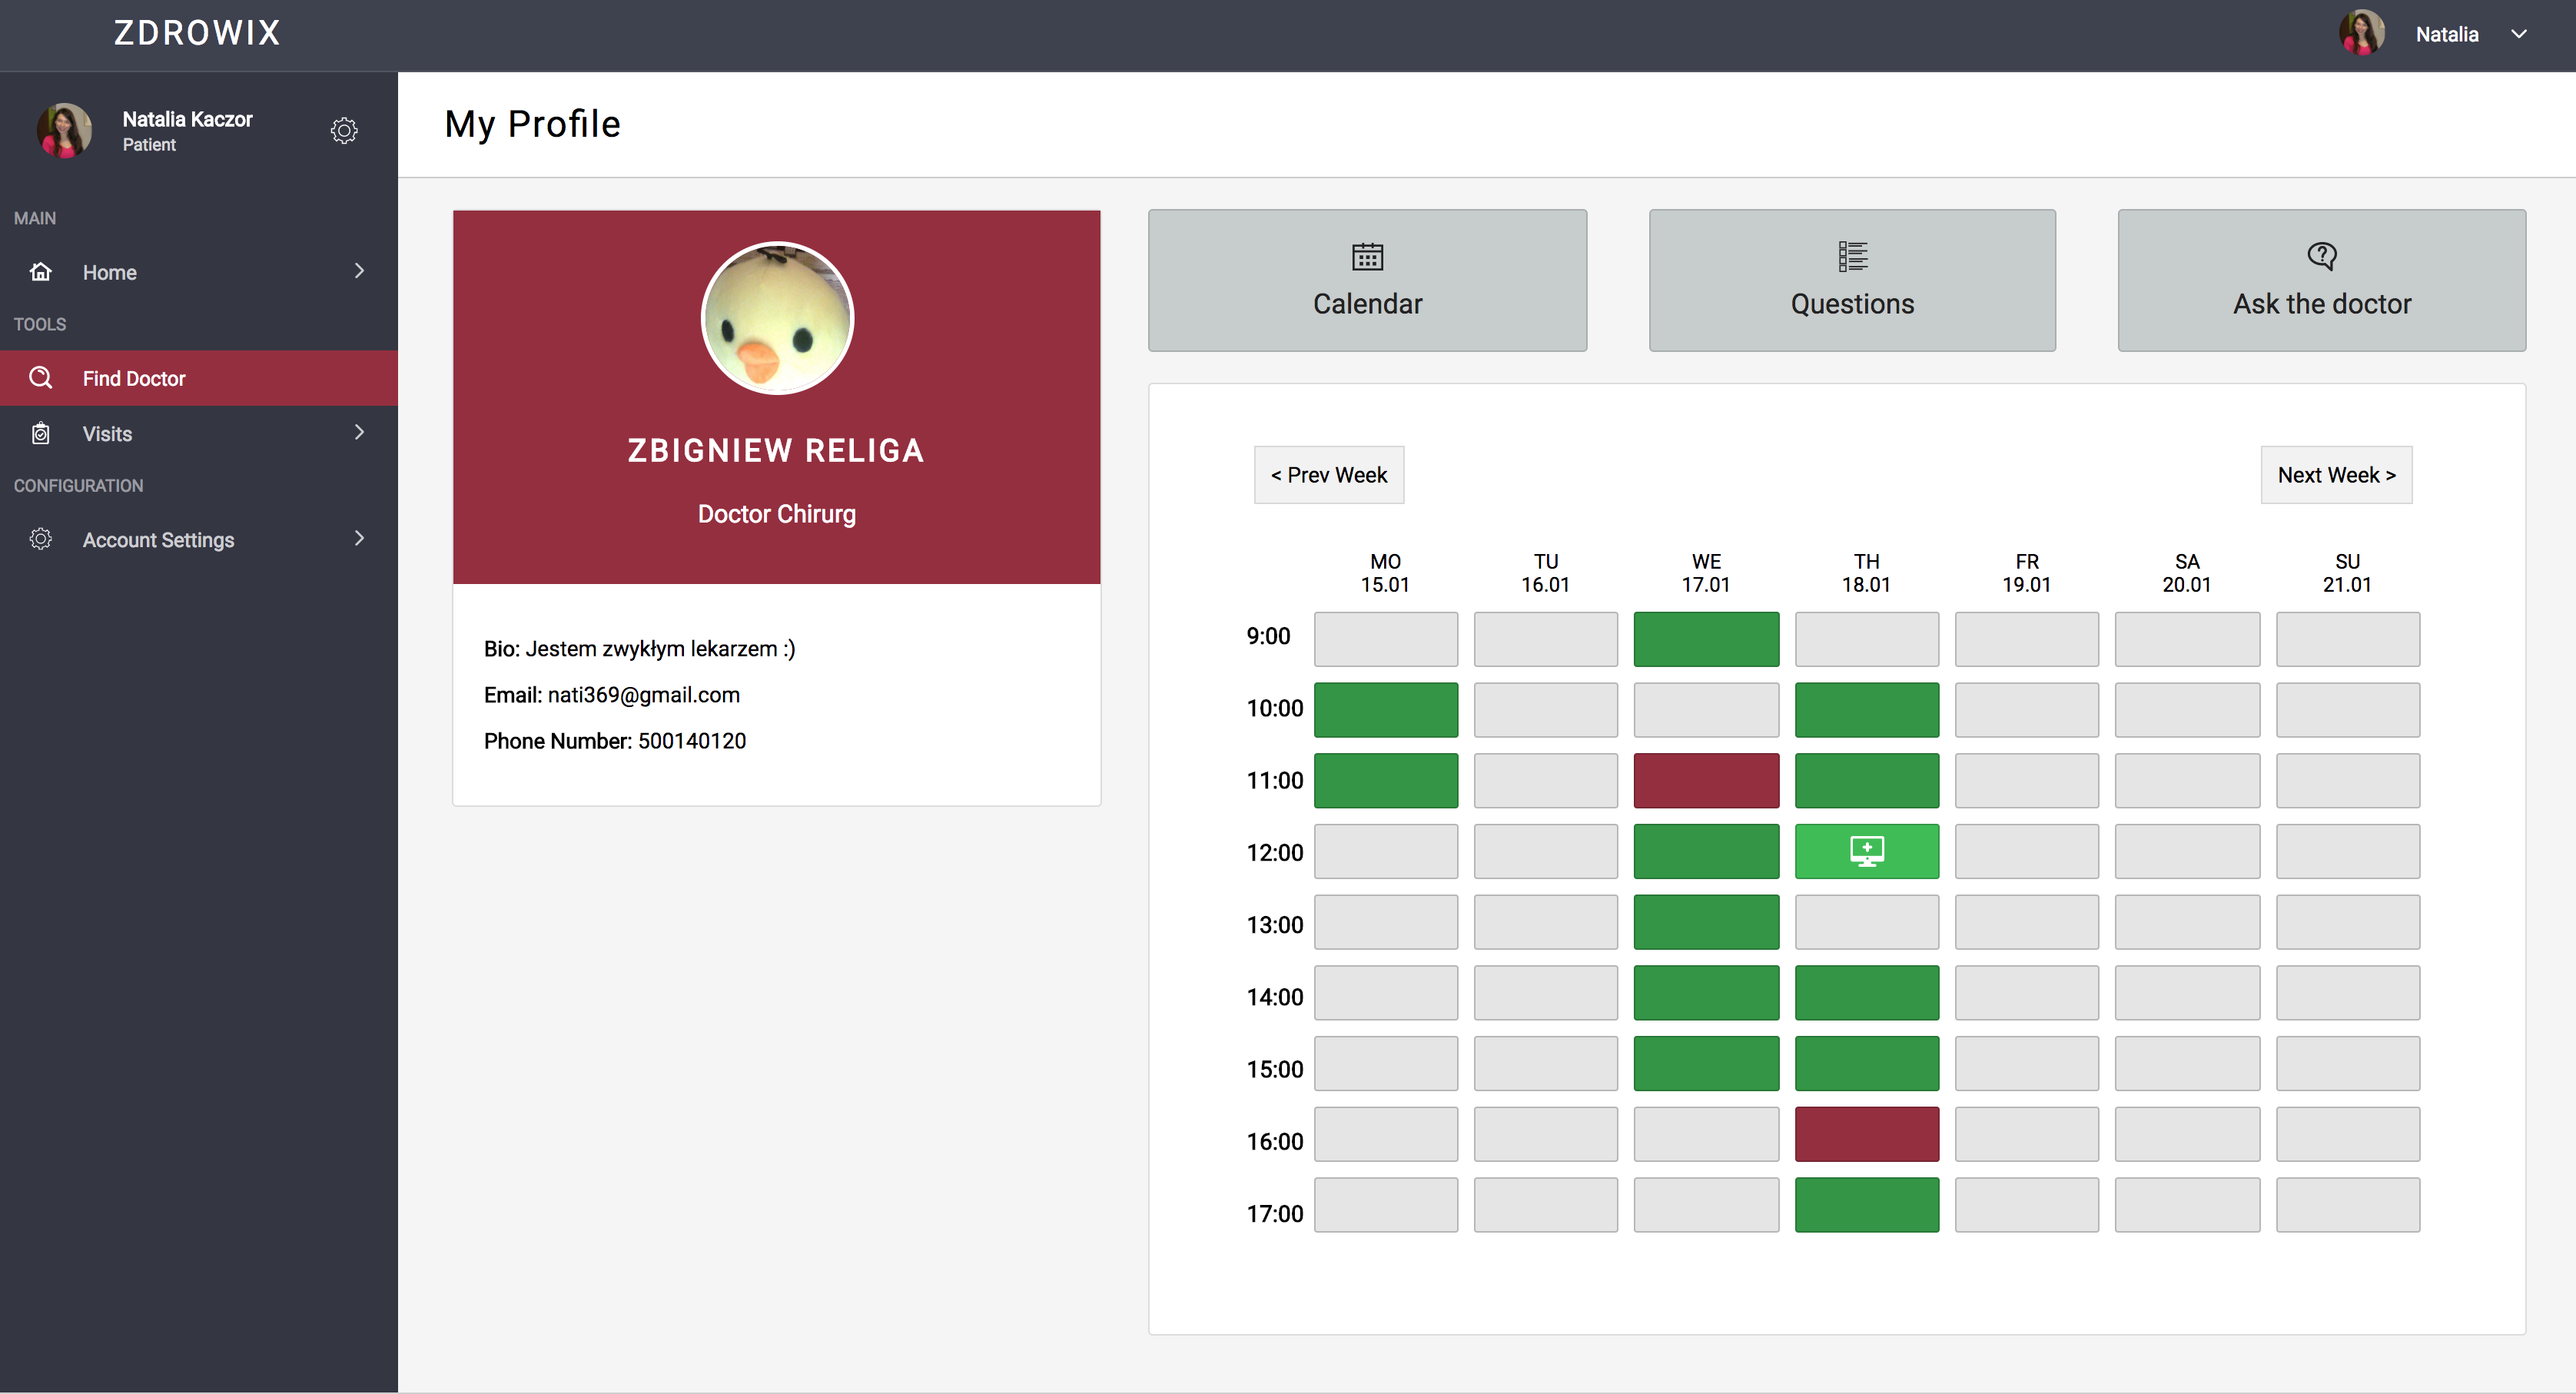 ZDROWIX
Natalia
Natalia Kaczor
Patient
MAIN
Home
TOOLS
Find Doctor
Visits
CONFIGURATION
Account Settings
My Profile
ZBIGNIEW RELIGA
Doctor Chirurg
Bio: Jestem zwykłym lekarzem :)
Email: nati369@gmail.com
Phone Number: 500140120
Calendar
Questions
Ask the doctor
< Prev Week
Next Week >
MO TU WE TH FR SA SU
15.01 16.01 17.01 18.01 19.01 20.01 21.01
9:00
10:00
11:00
12:00
13:00
14:00
15:00
16:00
17:00